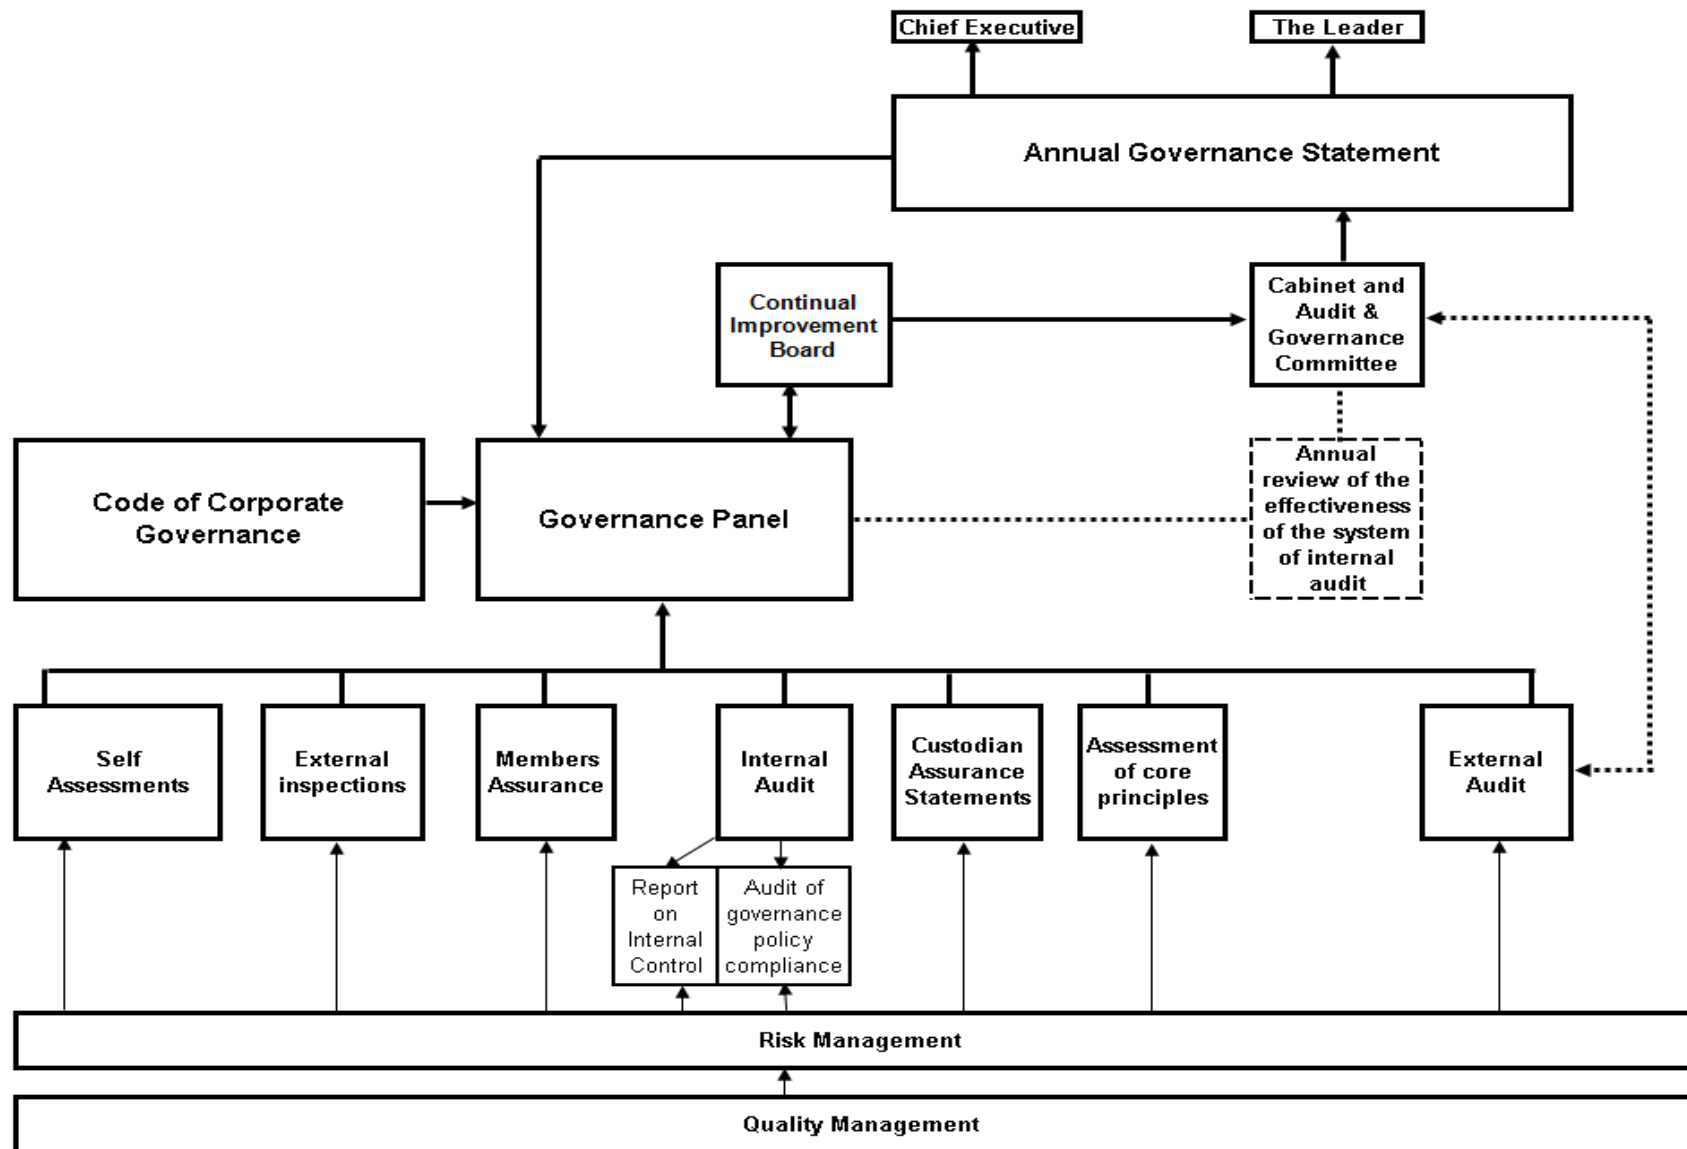 Chief Executive
The Leader
Annual Governance Statement
Continual
Improvement
Board
Cabinet and
Audit &
Governance
Committee
Code of Corporate
Governance
Governance Panel
Annual
review of the
effectiveness
of the system
of internal
audit
Self
Assessments
External
inspections
Members
Assurance
Internal
Audit
Custodian
Assurance
Statements
Assessment
of core
principles
External
Audit
Report
on
Internal
Control
Audit of
governance
policy
compliance
Risk Management
Quality Management